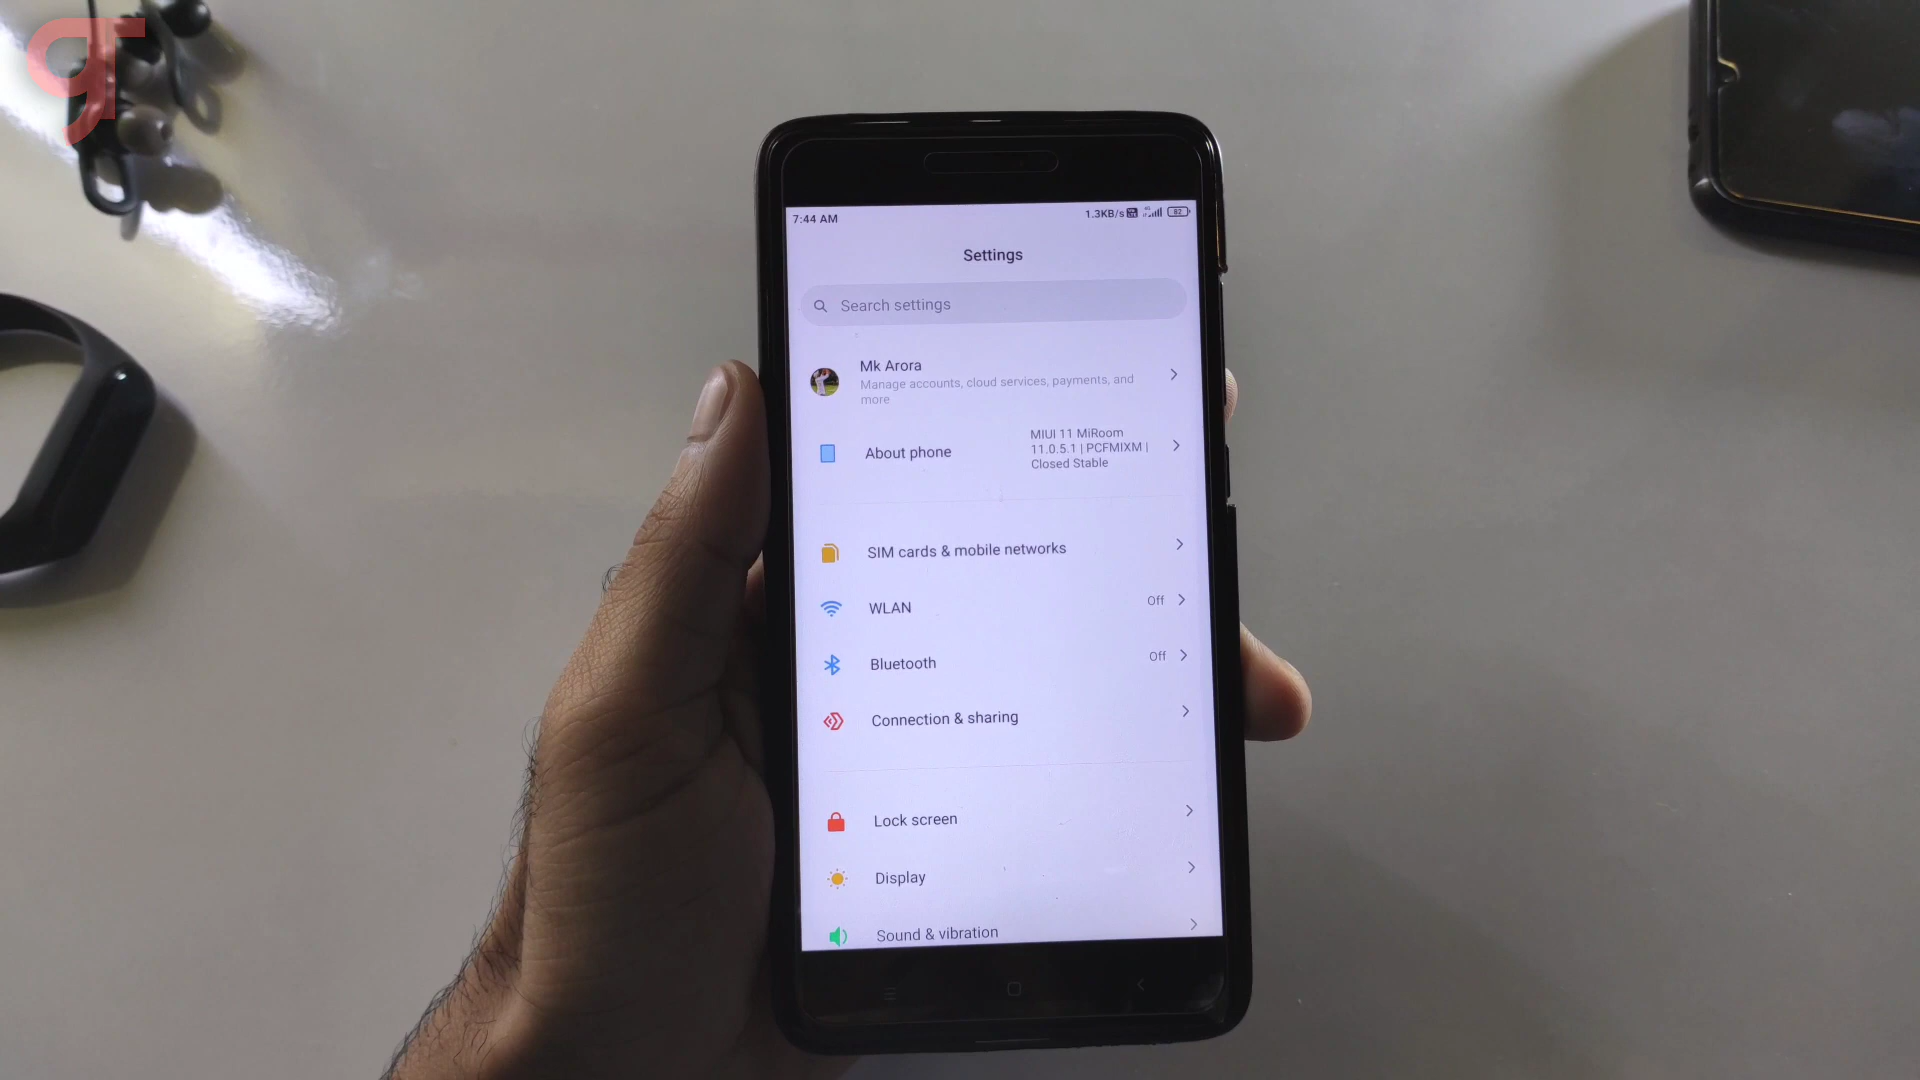 7:44 AM
1.3KB/s
82
Settings
Search settings
Mk Arora
Manage accounts, cloud services, payments, and
more
About phone
MIUI 11 MiRoom
11.0.5.1 | PCFMIXM |
Closed Stable
SIM cards & mobile networks
WLAN
Off
Bluetooth
Off
Connection & sharing
Lock screen
Display
Sound & vibration